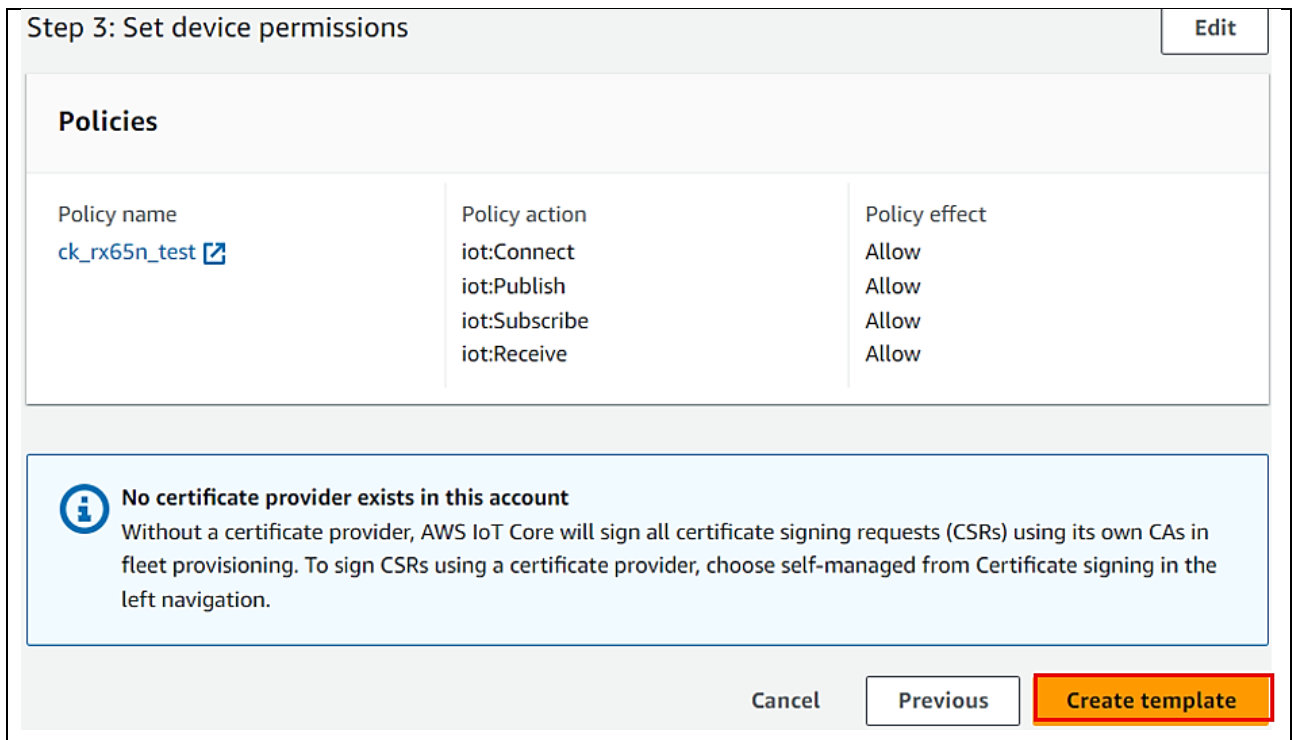 Step 3: Set device permissions
Edit
Policies
Policy name
Policy action
Policy effect
ck_rx65n_test
iot:Connect
Allow
iot:Publish
Allow
iot:Subscribe
Allow
iot:Receive
Allow
No certificate provider exists in this account
Without a certificate provider, AWS IoT Core will sign all certificate signing requests (CSRs) using its own CAs in
fleet provisioning. To sign CSRs using a certificate provider, choose self-managed from Certificate signing in the
left navigation.
Cancel
Previous
Create template